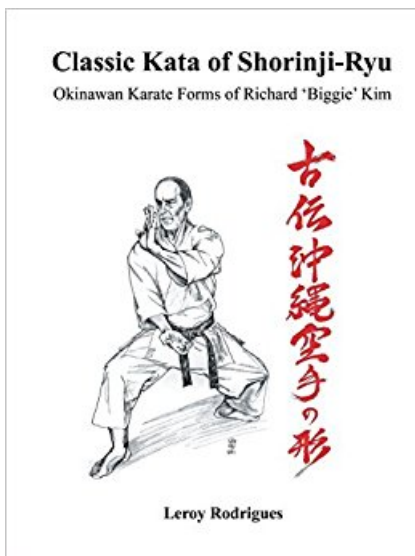 Classic Kata of Shorinji-Ryu
Okinawan Karate Forms of Richard ‘Biggie’ Kim
古伝沖縄空手の形
Leroy Rodrigues